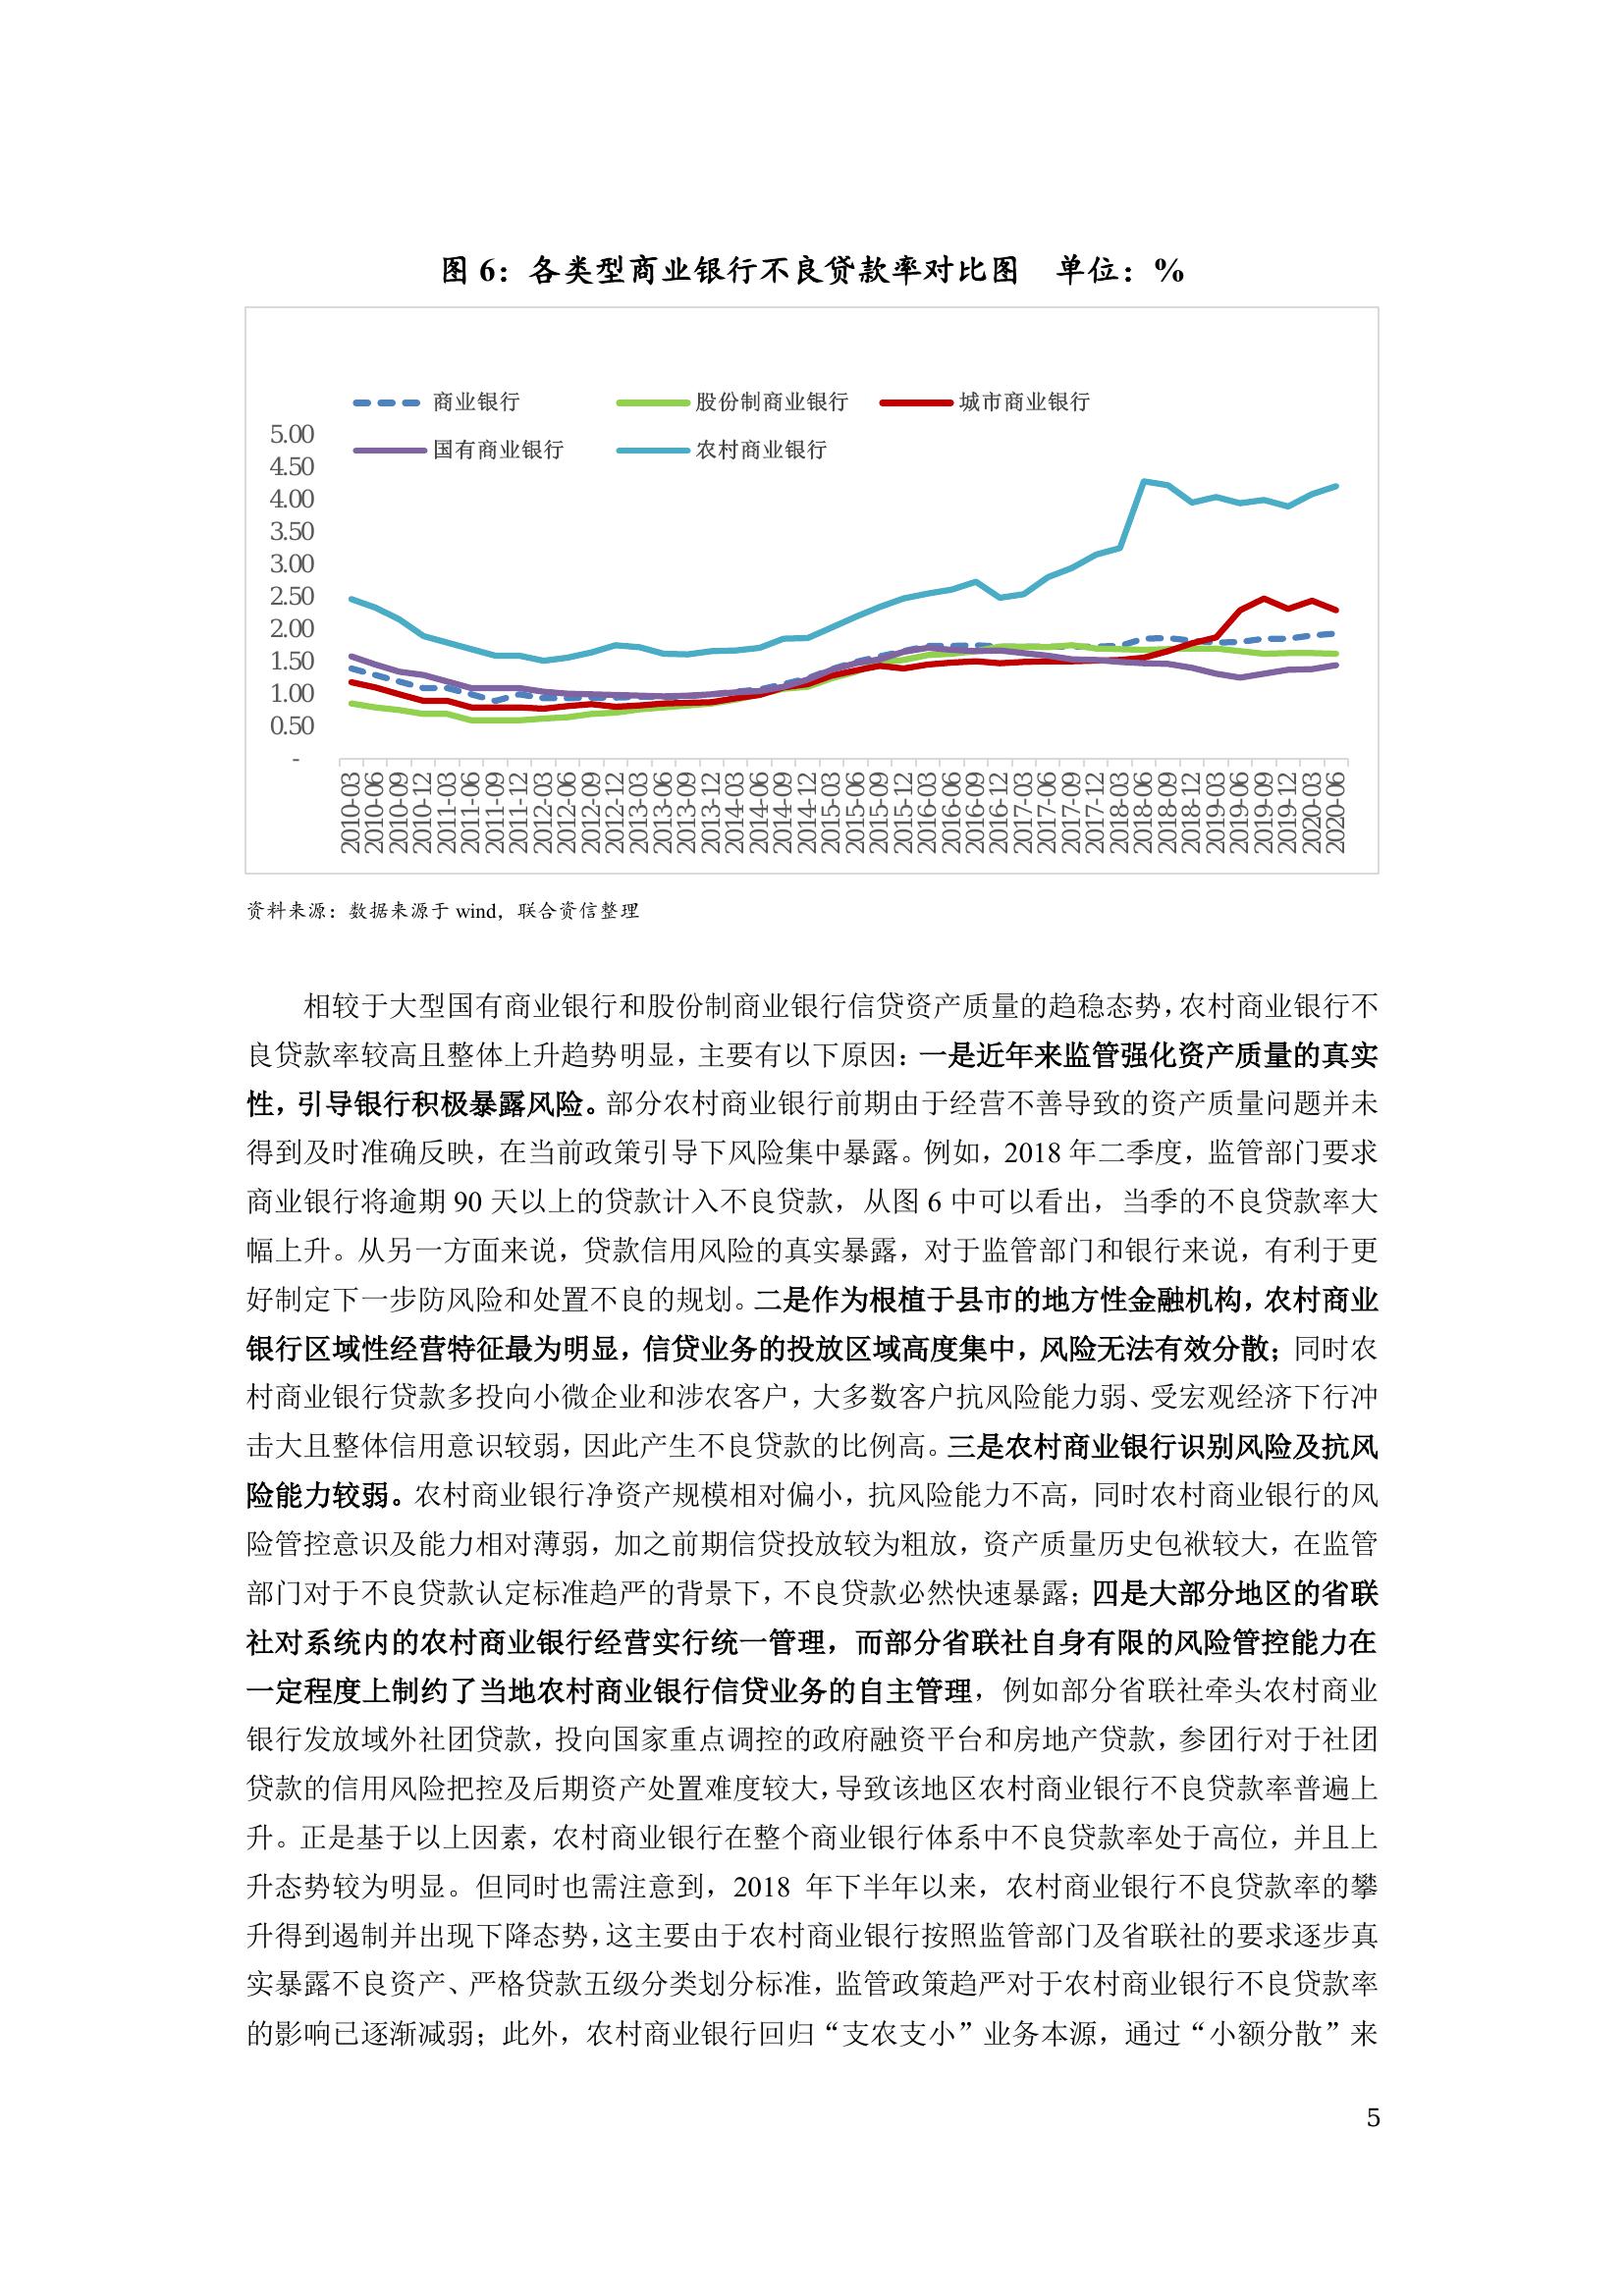 图 6：各类型商业银行不良贷款率对比图　单位：%
商业银行 股份制商业银行 城市商业银行
国有商业银行 农村商业银行
5.00
4.50
4.00
3.50
3.00
2.50
2.00
1.50
1.00
0.50
-
2010-03 2010-06 2010-09 2010-12 2011-03 2011-06 2011-09 2011-12 2012-03 2012-06 2012-09 2012-12 2013-03 2013-06 2013-09 2013-12 2014-03 2014-06 2014-09 2014-12 2015-03 2015-06 2015-09 2015-12 2016-03 2016-06 2016-09 2016-12 2017-03 2017-06 2017-09 2017-12 2018-03 2018-06 2018-09 2018-12 2019-03 2019-06 2019-09 2019-12 2020-03 2020-06
资料来源：数据来源于 wind，联合资信整理
相较于大型国有商业银行和股份制商业银行信贷资产质量的趋稳态势，农村商业银行不
良贷款率较高且整体上升趋势明显，主要有以下原因：一是近年来监管强化资产质量的真实
性，引导银行积极暴露风险。部分农村商业银行前期由于经营不善导致的资产质量问题并未
得到及时准确反映，在当前政策引导下风险集中暴露。例如，2018 年二季度，监管部门要求
商业银行将逾期 90 天以上的贷款计入不良贷款，从图 6 中可以看出，当季的不良贷款率大
幅上升。从另一方面来说，贷款信用风险的真实暴露，对于监管部门和银行来说，有利于更
好制定下一步防风险和处置不良的规划。二是作为根植于县市的地方性金融机构，农村商业
银行区域性经营特征最为明显，信贷业务的投放区域高度集中，风险无法有效分散；同时农
村商业银行贷款多投向小微企业和涉农客户，大多数客户抗风险能力弱、受宏观经济下行冲
击大且整体信用意识较弱，因此产生不良贷款的比例高。三是农村商业银行识别风险及抗风
险能力较弱。农村商业银行净资产规模相对偏小，抗风险能力不高，同时农村商业银行的风
险管控意识及能力相对薄弱，加之前期信贷投放较为粗放，资产质量历史包袱较大，在监管
部门对于不良贷款认定标准趋严的背景下，不良贷款必然快速暴露；四是大部分地区的省联
社对系统内的农村商业银行经营实行统一管理，而部分省联社自身有限的风险管控能力在
一定程度上制约了当地农村商业银行信贷业务的自主管理，例如部分省联社牵头农村商业
银行发放域外社团贷款，投向国家重点调控的政府融资平台和房地产贷款，参团行对于社团
贷款的信用风险把控及后期资产处置难度较大，导致该地区农村商业银行不良贷款率普遍上
升。正是基于以上因素，农村商业银行在整个商业银行体系中不良贷款率处于高位，并且上
升态势较为明显。但同时也需注意到，2018 年下半年以来，农村商业银行不良贷款率的攀
升得到遏制并出现下降态势，这主要由于农村商业银行按照监管部门及省联社的要求逐步真
实暴露不良资产、严格贷款五级分类划分标准，监管政策趋严对于农村商业银行不良贷款率
的影响已逐渐减弱；此外，农村商业银行回归“支农支小”业务本源，通过“小额分散”来
5